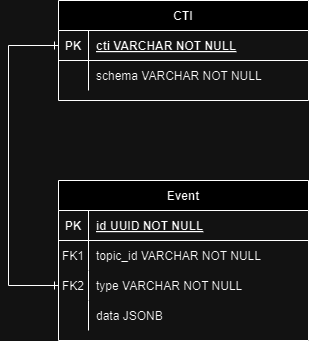 CTI
PK cti VARCHAR NOT NULL
schema VARCHAR NOT NULL
Event
PK id UUID NOT NULL
FK1 topic_id VARCHAR NOT NULL
FK2 type VARCHAR NOT NULL
data JSONB